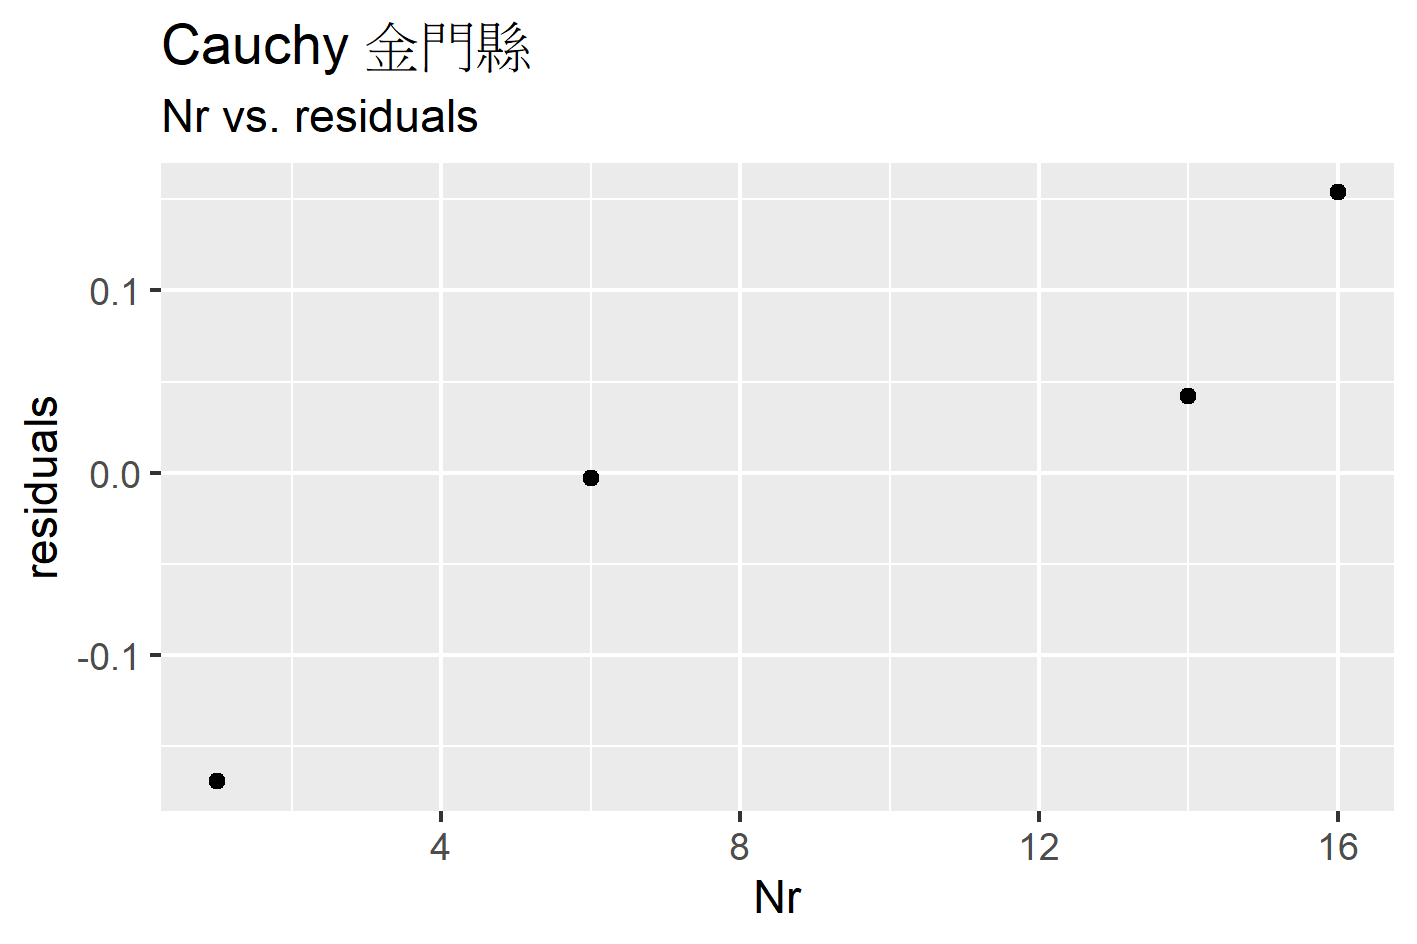 Cauchy 金門縣
Nr vs. residuals
0.1
0.0
-0.1
residuals
4 8 12 16
Nr